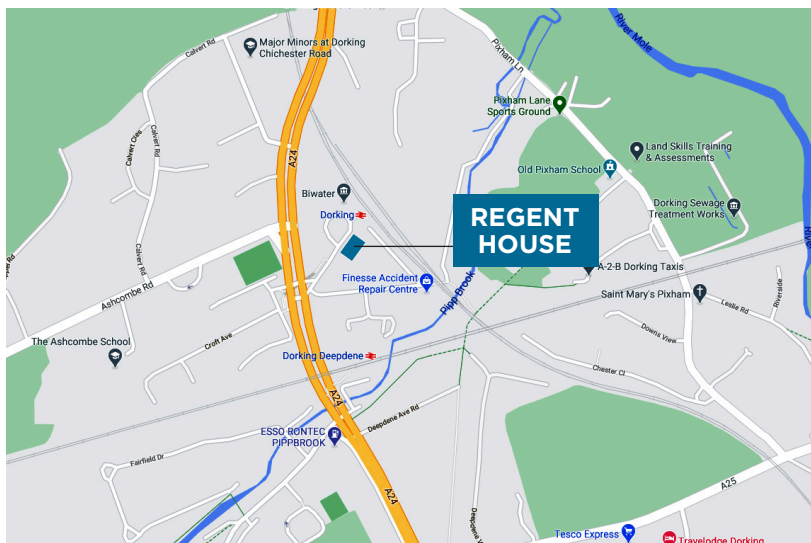 Calvert Rd
Major Minors at Dorking
Chichester Road
Pixham Ln
River Mole
Pixham Lane
Sports Ground
Calvert Cres
Calvert Rd
A24
Land Skills Training
& Assessments
Old Pixham School
Biwater
Dorking
REGENT
HOUSE
Dorking Sewage
Treatment Works
River
Calvert Rd
Ashcombe Rd
Finesse Accident
Repair Centre
Pipp Brook
A-2-B Dorking Taxis
Saint Mary's Pixham
Riverside
Leslie Rd
Downs View
The Ashcombe School
Croft Ave
Dorking Deepdene
Chester Cl
A24
Deepdene Ave Rd
ESSO RONTEC
PIPPBROOK
Fairfield Dr
A24
A25
Deepdene V
Tesco Express
Travelodge Dorking